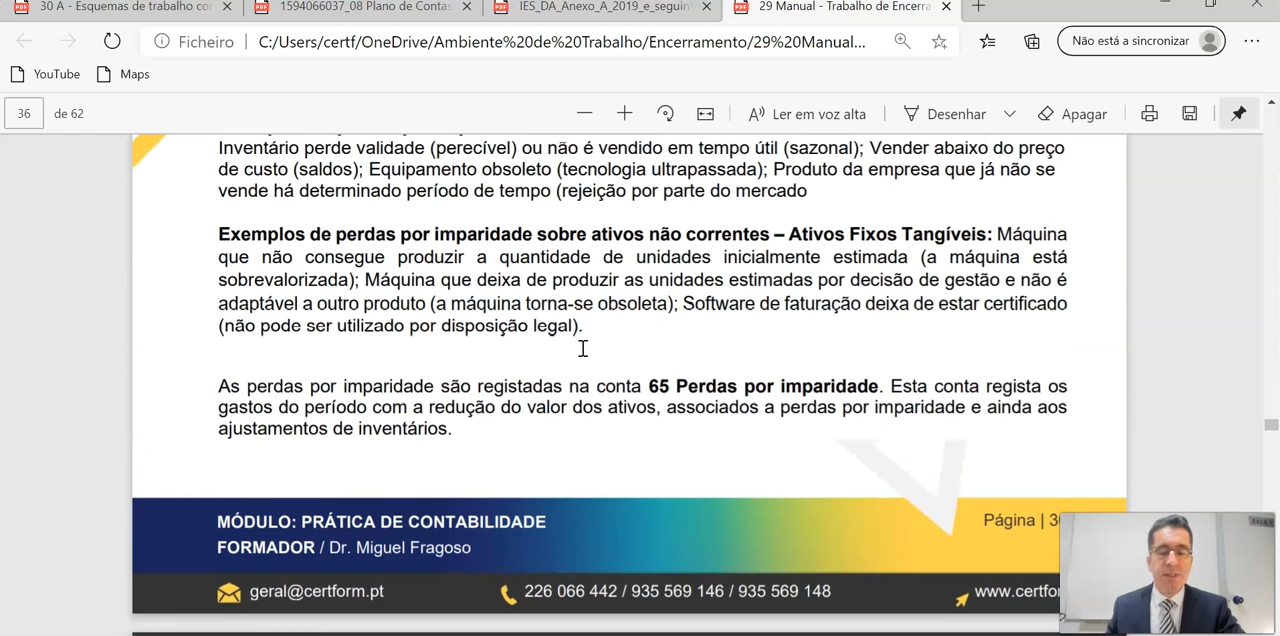 30 A - Esquemas de trabalho co
1594066037_08 Plano de Contas
IES_DA_Anexo_A_2019_e_seguin
29 Manual - Trabalho de Encerra
Ficheiro
C:/Users/certf/OneDrive/Ambiente%20de%20Trabalho/Encerramento/29%20Manual...
Não está a sincronizar
YouTube
Maps
36 de 62
Ler em voz alta
Desenhar
Apagar
Inventário perde validade (perecível) ou não é vendido em tempo útil (sazonal); Vender abaixo do preço
de custo (saldos); Equipamento obsoleto (tecnologia ultrapassada); Produto da empresa que já não se
vende há determinado período de tempo (rejeição por parte do mercado
Exemplos de perdas por imparidade sobre ativos não correntes – Ativos Fixos Tangíveis: Máquina
que não consegue produzir a quantidade de unidades inicialmente estimada (a máquina está
sobrevalorizada); Máquina que deixa de produzir as unidades estimadas por decisão de gestão e não é
adaptável a outro produto (a máquina torna-se obsoleta); Software de faturação deixa de estar certificado
(não pode ser utilizado por disposição legal).
As perdas por imparidade são registadas na conta 65 Perdas por imparidade. Esta conta regista os
gastos do período com a redução do valor dos ativos, associados a perdas por imparidade e ainda aos
ajustamentos de inventários.
MÓDULO: PRÁTICA DE CONTABILIDADE
Página | 3
FORMADOR / Dr. Miguel Fragoso
geral@certform.pt
226 066 442 / 935 569 146 / 935 569 148
www.certfo